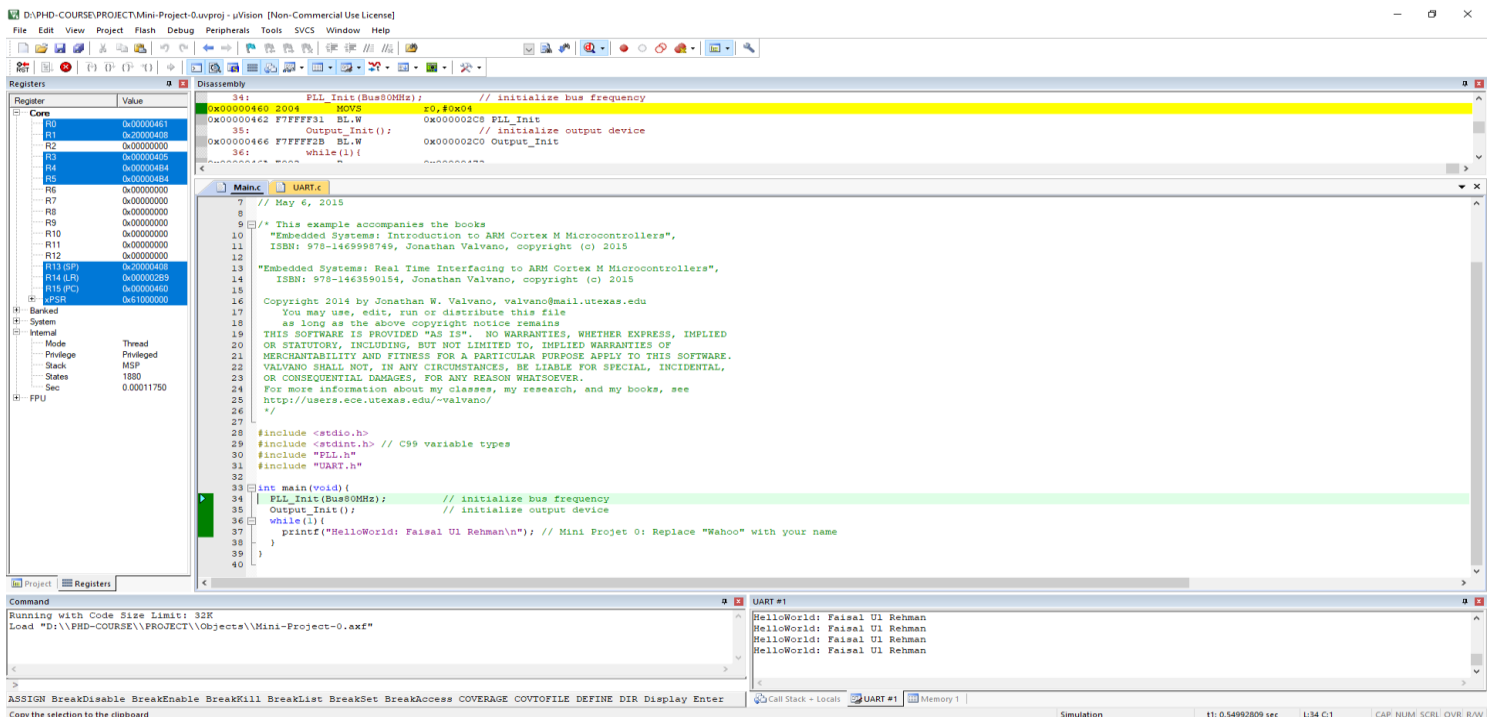 D:\PHD-COURSE\PROJECT\Mini-Project-0.uvproj - µVision [Non-Commercial Use License]
File Edit View Project Flash Debug Peripherals Tools SVCS Window Help
RST
Registers
Register Value
Core
R0 0x00000461
R1 0x20000408
R2 0x00000000
R3 0x00000405
R4 0x000004B4
R5 0x000004B4
R6 0x00000000
R7 0x00000000
R8 0x00000000
R9 0x00000000
R10 0x00000000
R11 0x00000000
R12 0x00000000
R13 (SP) 0x20000408
R14 (LR) 0x000002B9
R15 (PC) 0x00000460
xPSR 0x61000000
Banked
System
Internal
Mode Thread
Privilege Privileged
Stack MSP
States 1880
Sec 0.00011750
FPU
Project Registers
Disassembly
34: PLL_Init(Bus80MHz); // initialize bus frequency
0x00000460 2004 MOVS r0,#0x04
0x00000462 F7FFFF31 BL.W 0x000002C8 PLL_Init
35: Output_Init(); // initialize output device
0x00000466 F7FFFF2B BL.W 0x000002C0 Output_Init
36: while(1){
Main.c UART.c
7 // May 6, 2015
8
9 /* This example accompanies the books
10 "Embedded Systems: Introduction to ARM Cortex M Microcontrollers",
11 ISBN: 978-1469998749, Jonathan Valvano, copyright (c) 2015
12
13 "Embedded Systems: Real Time Interfacing to ARM Cortex M Microcontrollers",
14 ISBN: 978-1463590154, Jonathan Valvano, copyright (c) 2015
15
16 Copyright 2014 by Jonathan W. Valvano, valvano@mail.utexas.edu
17 You may use, edit, run or distribute this file
18 as long as the above copyright notice remains
19 THIS SOFTWARE IS PROVIDED "AS IS". NO WARRANTIES, WHETHER EXPRESS, IMPLIED
20 OR STATUTORY, INCLUDING, BUT NOT LIMITED TO, IMPLIED WARRANTIES OF
21 MERCHANTABILITY AND FITNESS FOR A PARTICULAR PURPOSE APPLY TO THIS SOFTWARE.
22 VALVANO SHALL NOT, IN ANY CIRCUMSTANCES, BE LIABLE FOR SPECIAL, INCIDENTAL,
23 OR CONSEQUENTIAL DAMAGES, FOR ANY REASON WHATSOEVER.
24 For more information about my classes, my research, and my books, see
25 http://users.ece.utexas.edu/~valvano/
26 */
27
28 #include <stdio.h>
29 #include <stdint.h> // C99 variable types
30 #include "PLL.h"
31 #include "UART.h"
32
33 int main(void){
34 PLL_Init(Bus80MHz); // initialize bus frequency
35 Output_Init(); // initialize output device
36 while(1){
37 printf("HelloWorld: Faisal Ul Rehman\n"); // Mini Projet 0: Replace "Wahoo" with your name
38 }
39 }
40
Command
Running with Code Size Limit: 32K
Load "D:\\PHD-COURSE\\PROJECT\\Objects\\Mini-Project-0.axf"
>
ASSIGN BreakDisable BreakEnable BreakKill BreakList BreakSet BreakAccess COVERAGE COVTOFILE DEFINE DIR Display Enter
UART #1
HelloWorld: Faisal Ul Rehman
HelloWorld: Faisal Ul Rehman
HelloWorld: Faisal Ul Rehman
HelloWorld: Faisal Ul Rehman
Call Stack + Locals UART #1 Memory 1
Copy the selection to the clipboard Simulation t1: 0.54992809 sec L:34 C:1 CAP NUM SCRL OVR R/W